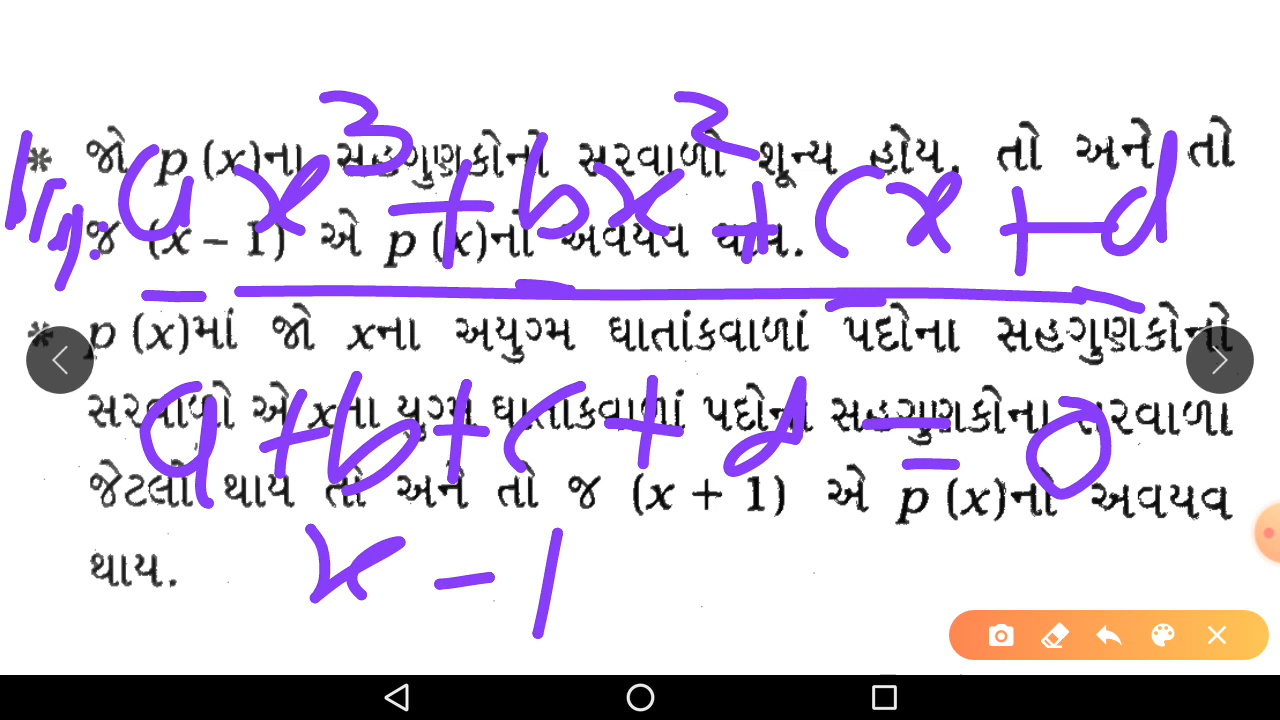 * જો p (x)ના સહગુણકોનો સરવાળો શૂન્ય હોય, તો અને તો
ax³ + bx² + cx + d
જ (x – 1) એ p (x)નો અવયવ થાય.
* p (x)માં જો xના અયુગ્મ ઘાતાંકવાળાં પદોના સહગુણકોનો
સરવાળો એ xના યુગ્મ ઘાતાંકવાળાં પદોના સહગુણકોના સરવાળા
a + b + c + d = 0
જેટલો થાય તો અને તો જ (x + 1) એ p (x)નો અવયવ
થાય.
x – 1